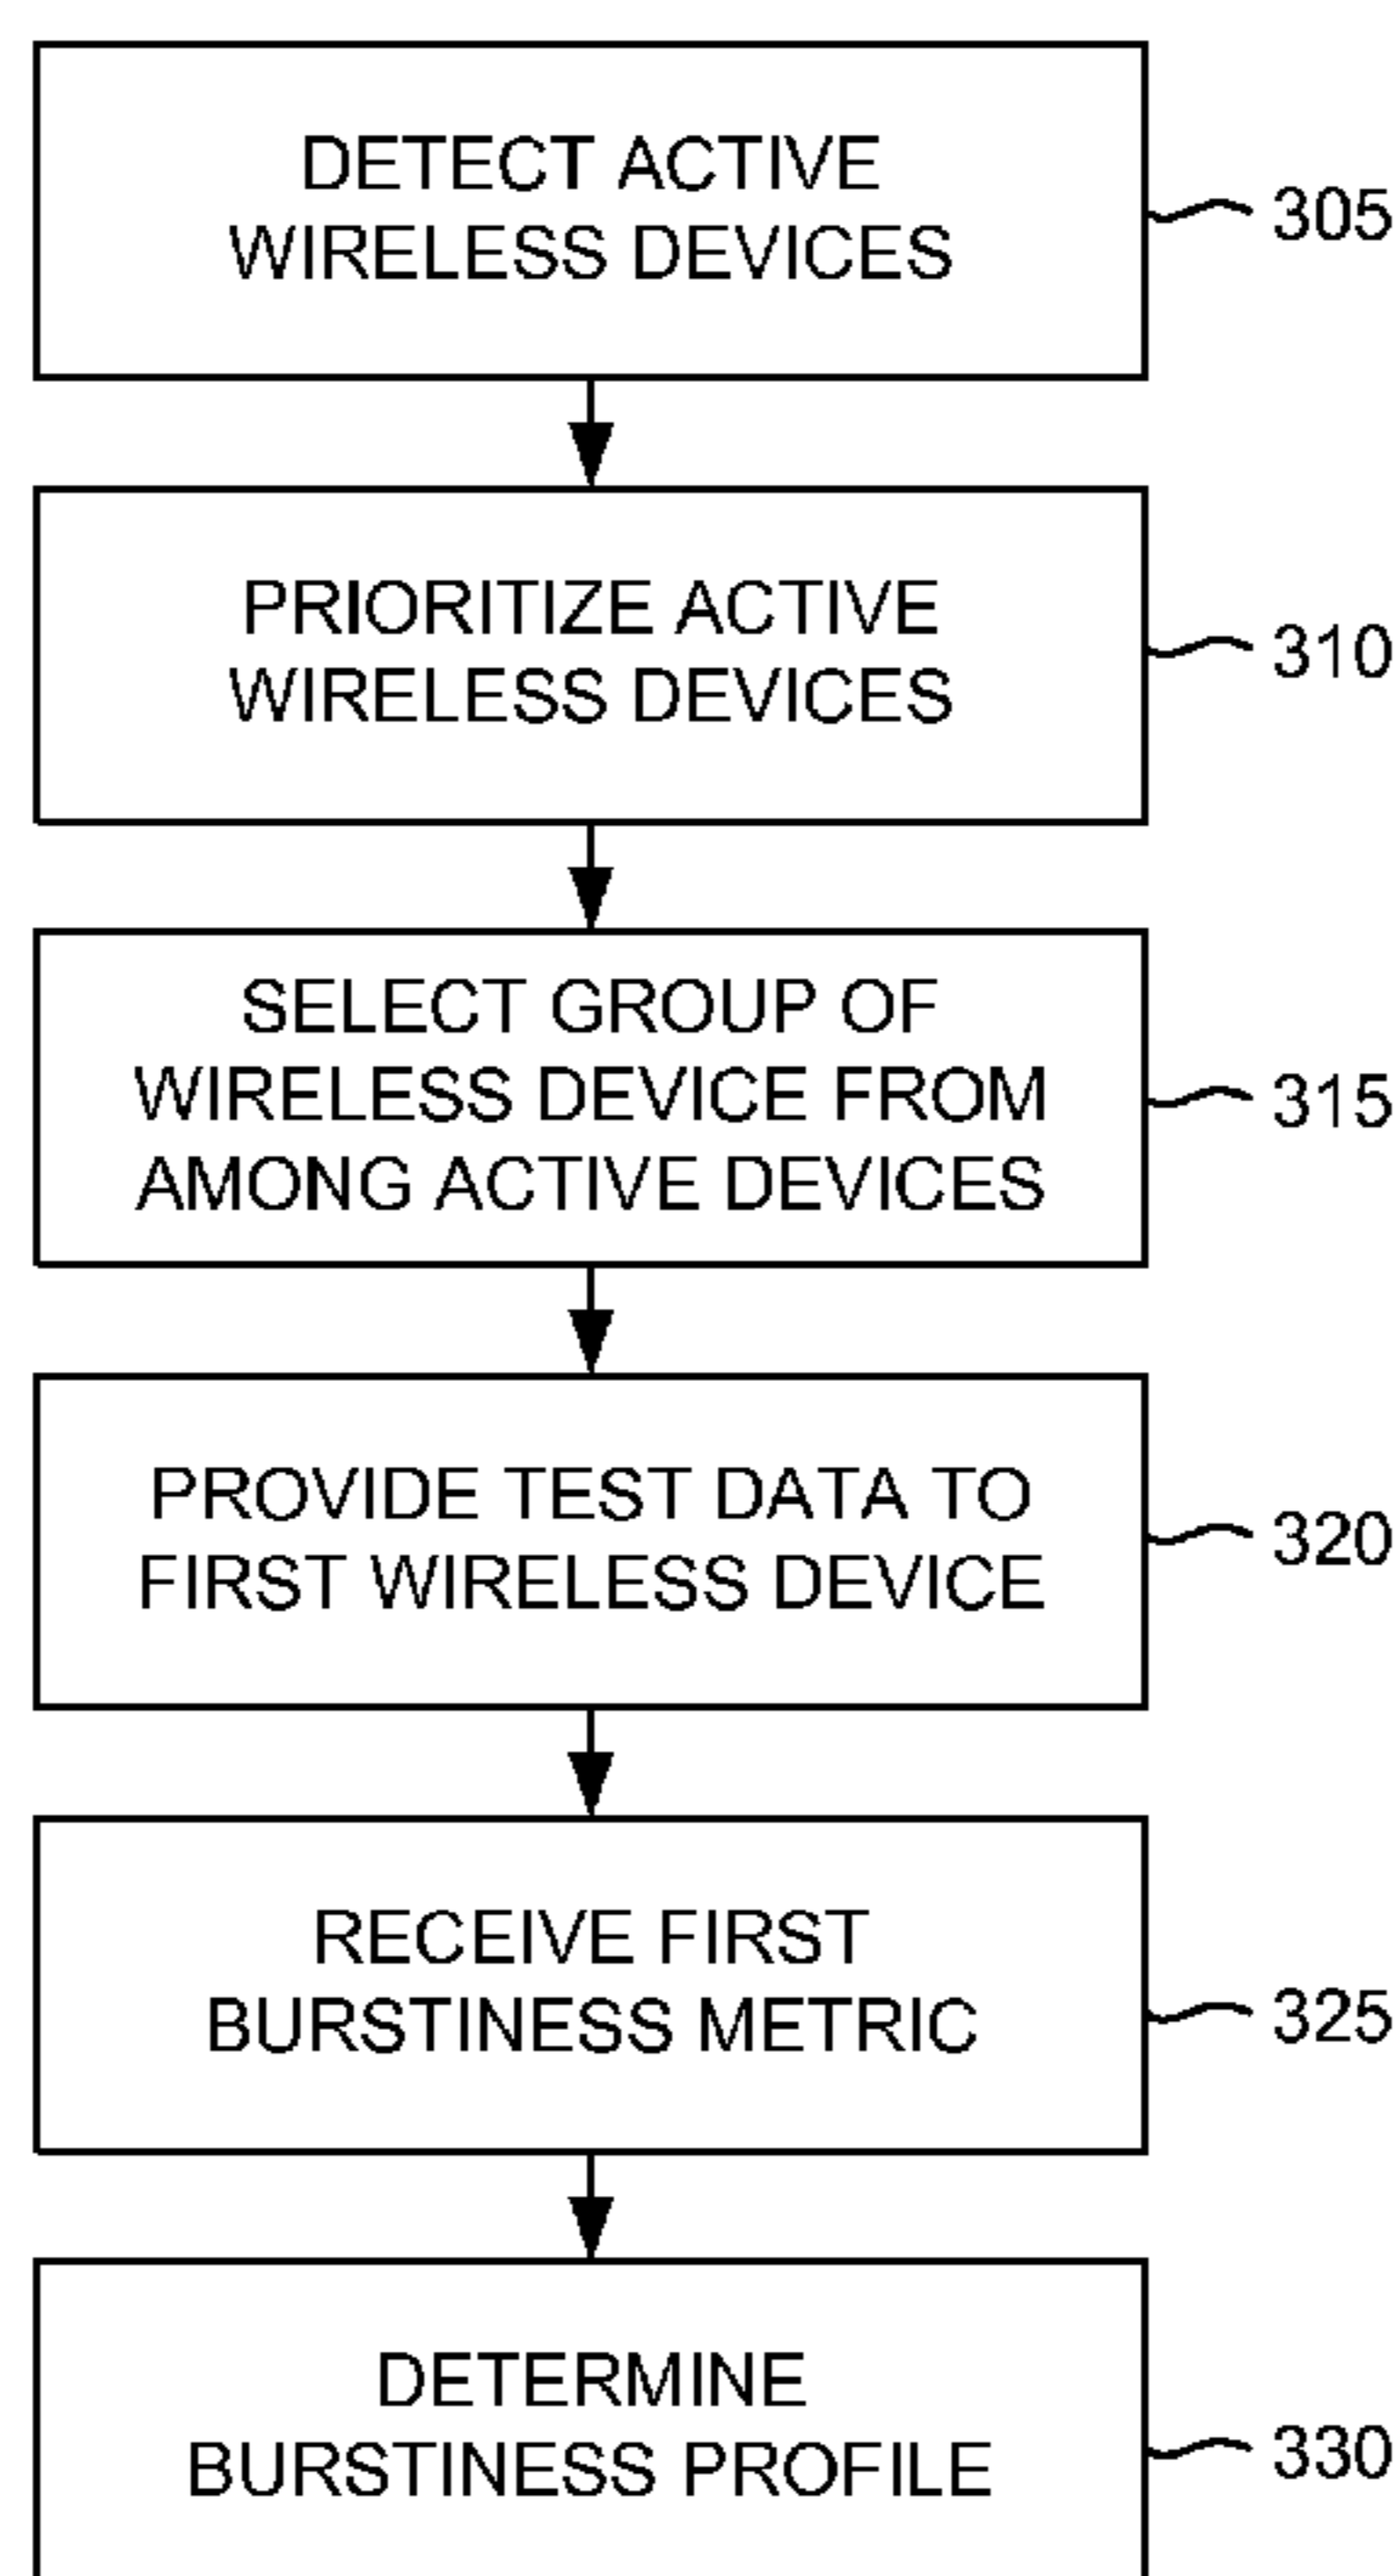 DETECT ACTIVE
WIRELESS DEVICES
305
PRIORITIZE ACTIVE
WIRELESS DEVICES
310
SELECT GROUP OF
WIRELESS DEVICE FROM
AMONG ACTIVE DEVICES
315
PROVIDE TEST DATA TO
FIRST WIRELESS DEVICE
320
RECEIVE FIRST
BURSTINESS METRIC
325
DETERMINE
BURSTINESS PROFILE
330